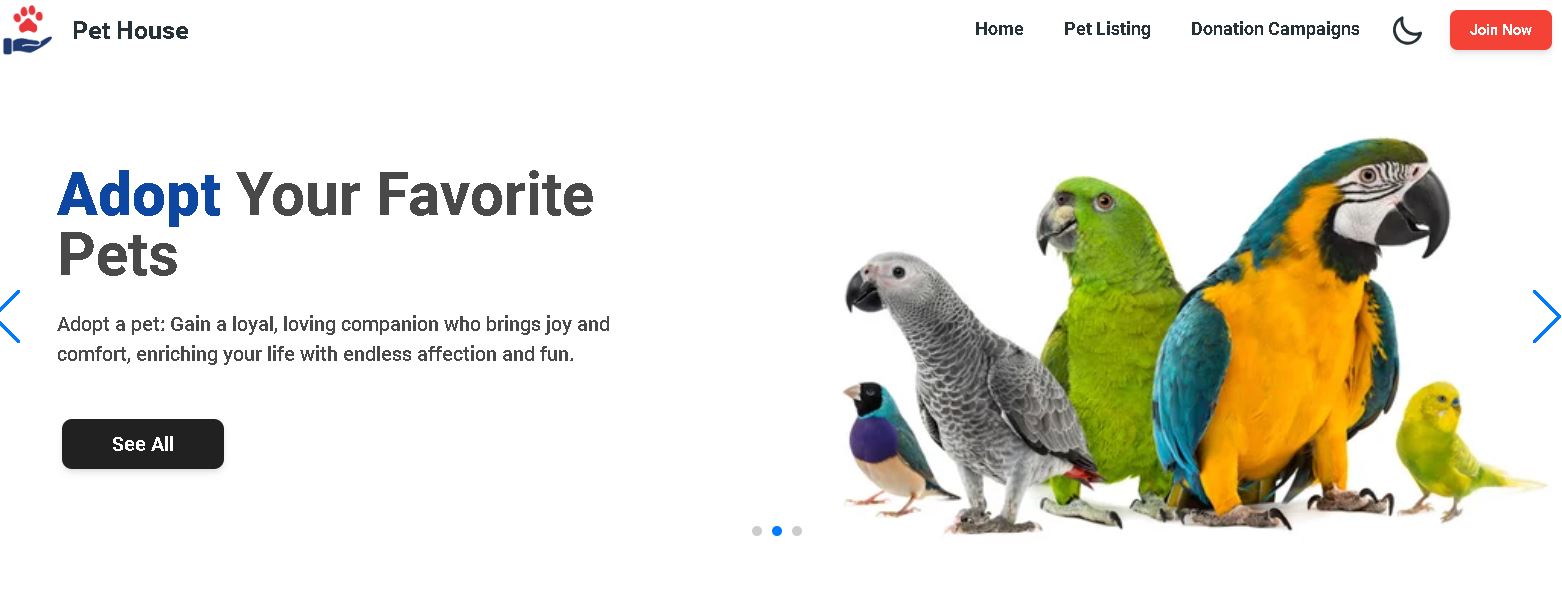 Pet House
Home
Pet Listing
Donation Campaigns
Join Now
Adopt Your Favorite
Pets
Adopt a pet: Gain a loyal, loving companion who brings joy and
comfort, enriching your life with endless affection and fun.
See All